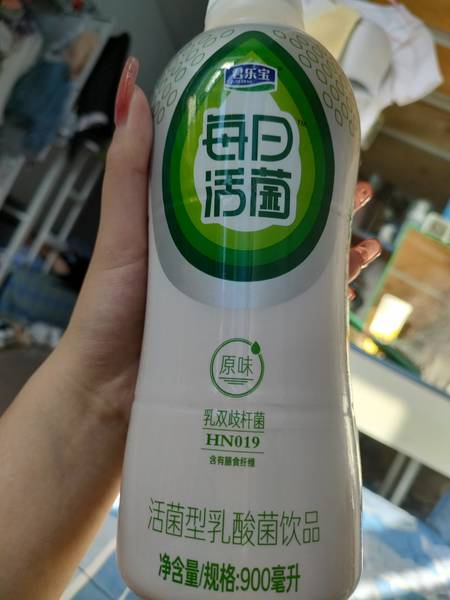 君乐宝
每日™
活菌
原味
乳双歧杆菌
HN019
含有膳食纤维
活菌型乳酸菌饮品
净含量/规格:900毫升